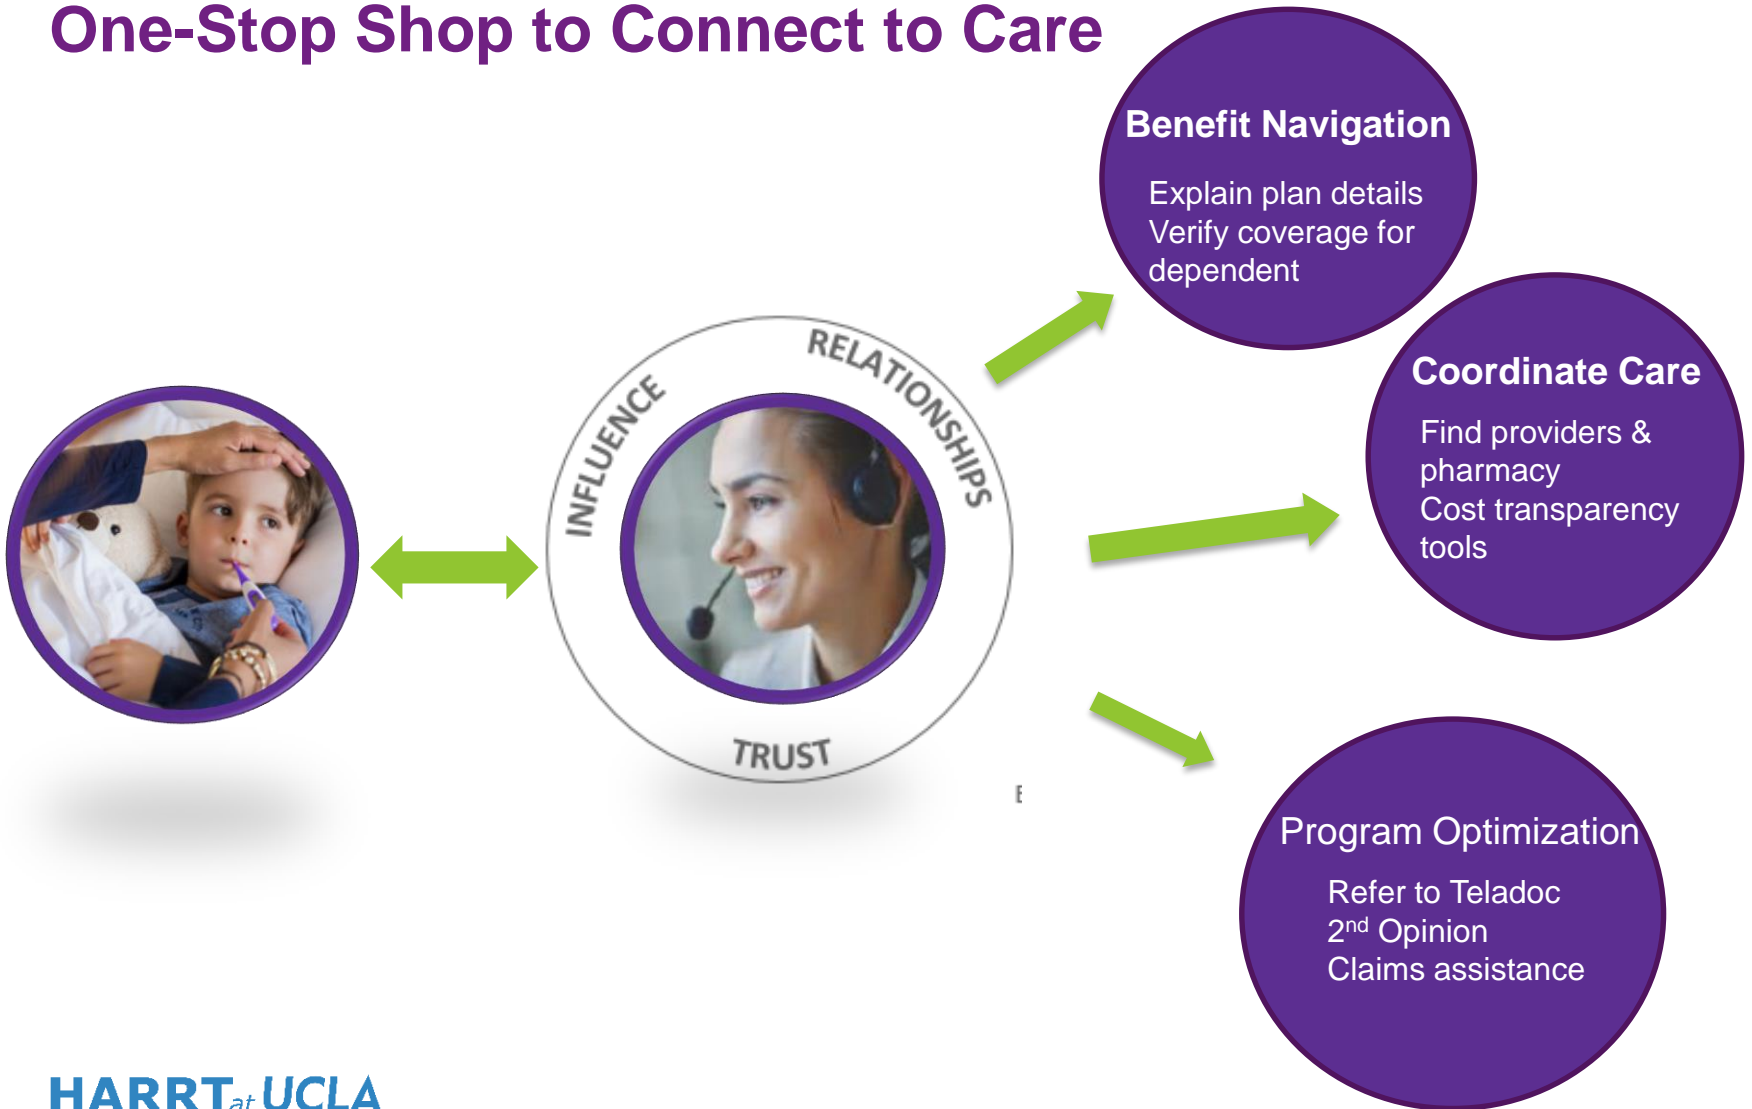 One-Stop Shop to Connect to Care
Benefit Navigation
Explain plan details
Verify coverage for
dependent
Coordinate Care
Find providers &
pharmacy
Cost transparency
tools
INFLUENCE
RELATIONSHIPS
TRUST
E
Program Optimization
Refer to Teladoc
2nd Opinion
Claims assistance
HARRT at UCLA